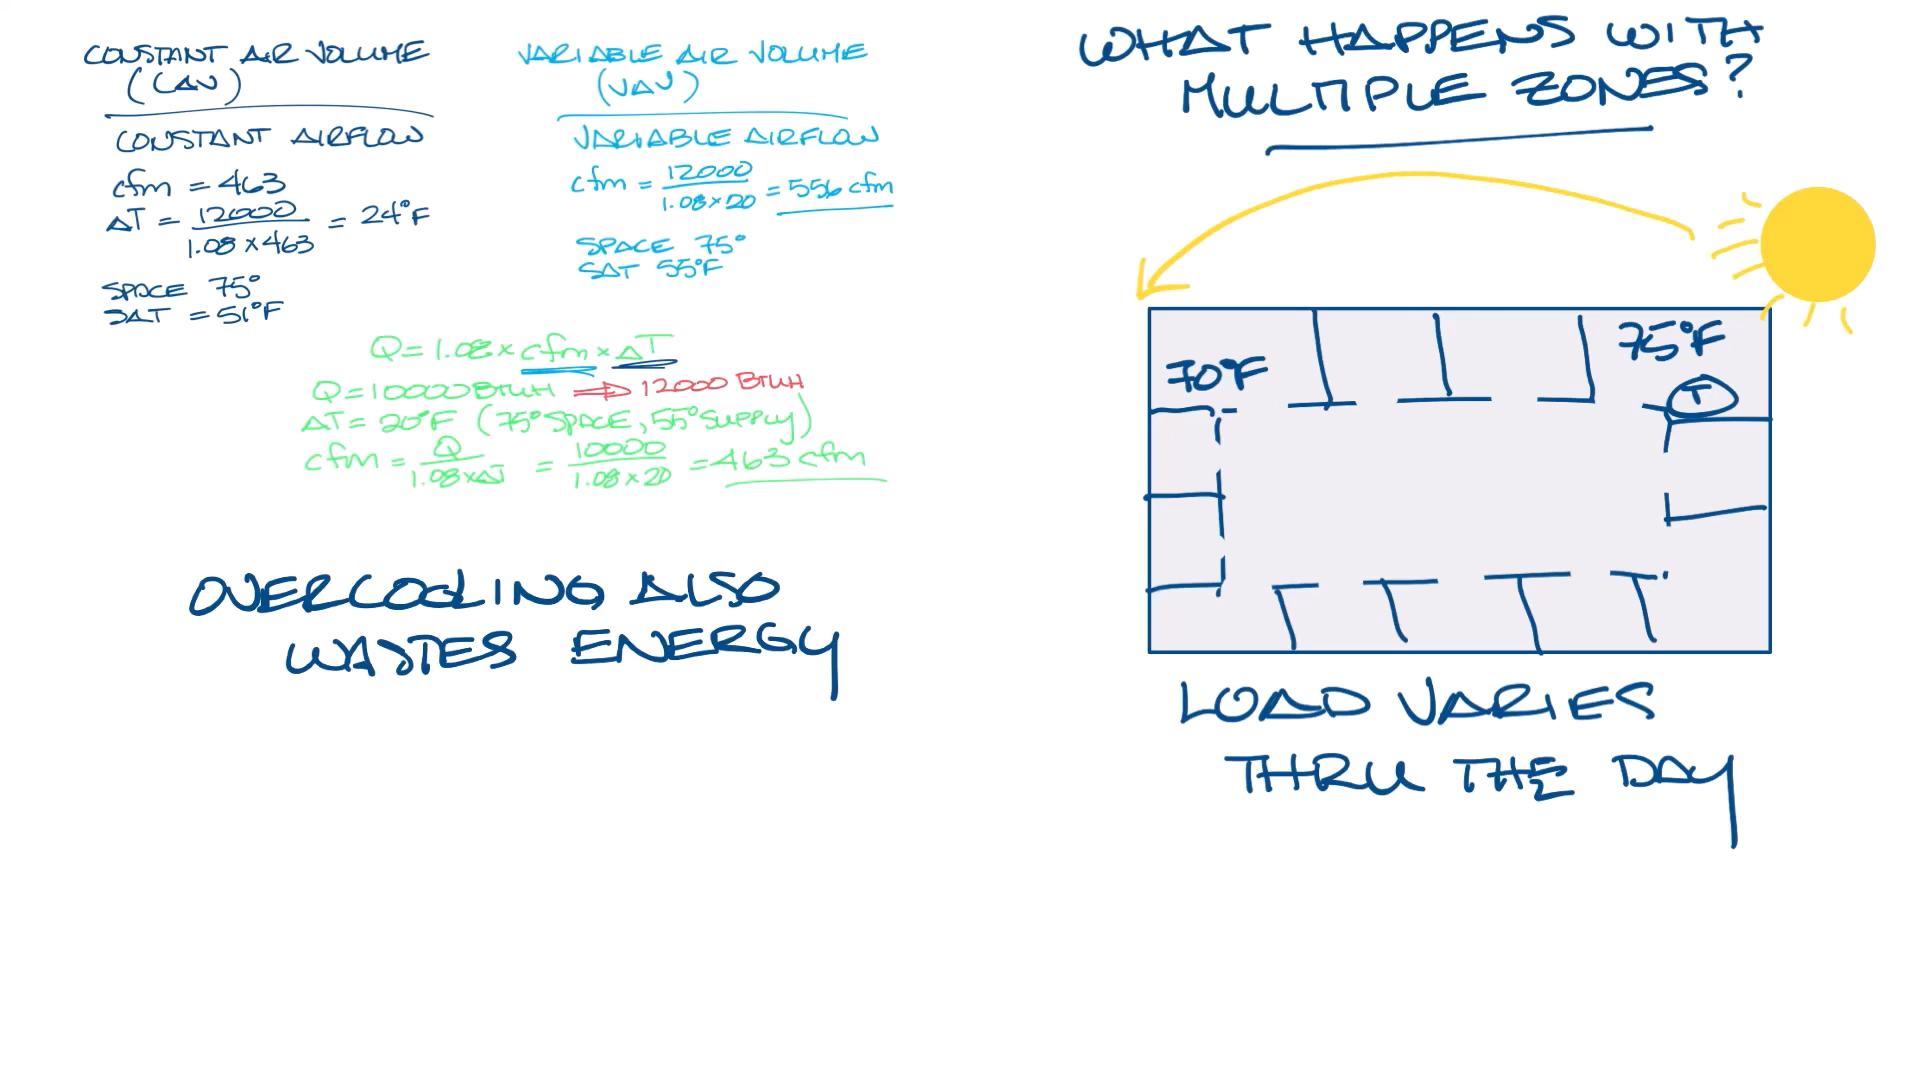 CONSTANT AIR VOLUME
(CAV)
CONSTANT AIRFLOW
cfm = 463
ΔT = 12000 / 1.08 × 463 = 24°F
SPACE 75°
SAT = 51°F
VARIABLE AIR VOLUME
(VAV)
VARIABLE AIRFLOW
cfm = 12000 / 1.08 × 20 = 556 cfm
SPACE 75°
SAT 55°F
Q = 1.08 × cfm × ΔT
Q = 10000 BTUH ⇒ 12000 BTUH
ΔT = 20°F (75° SPACE, 55° SUPPLY)
cfm = Q / 1.08 × ΔT = 10000 / 1.08 × 20 = 463 cfm
OVERCOOLING ALSO
WASTES ENERGY
WHAT HAPPENS WITH
MULTIPLE ZONES?
70°F
75°F
T
LOAD VARIES
THRU THE DAY